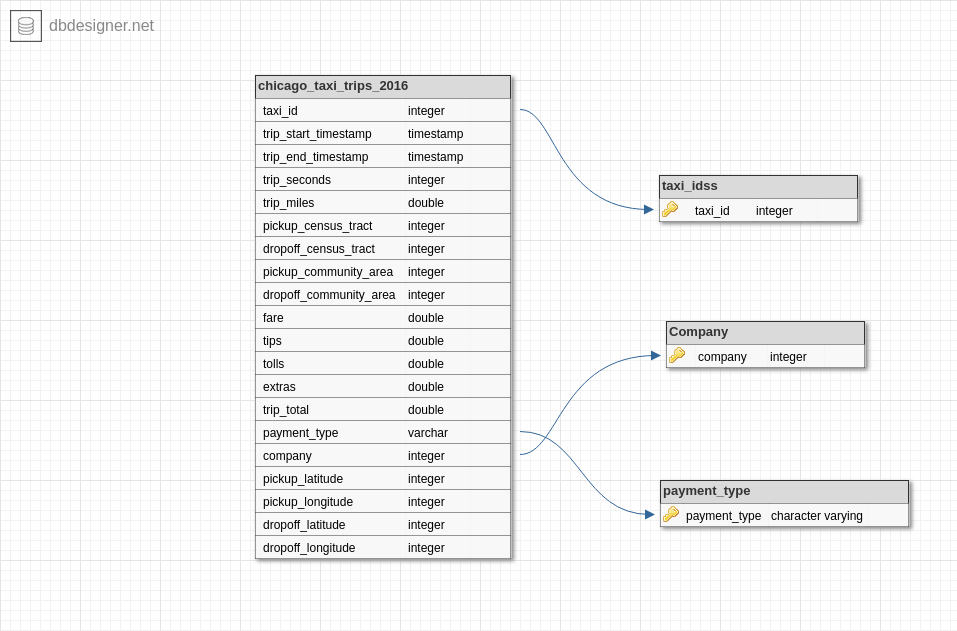 dbdesigner.net
chicago_taxi_trips_2016
taxi_id integer
trip_start_timestamp timestamp
trip_end_timestamp timestamp
trip_seconds integer
trip_miles double
pickup_census_tract integer
dropoff_census_tract integer
pickup_community_area integer
dropoff_community_area integer
fare double
tips double
tolls double
extras double
trip_total double
payment_type varchar
company integer
pickup_latitude integer
pickup_longitude integer
dropoff_latitude integer
dropoff_longitude integer
taxi_idss
taxi_id integer
Company
company integer
payment_type
payment_type character varying